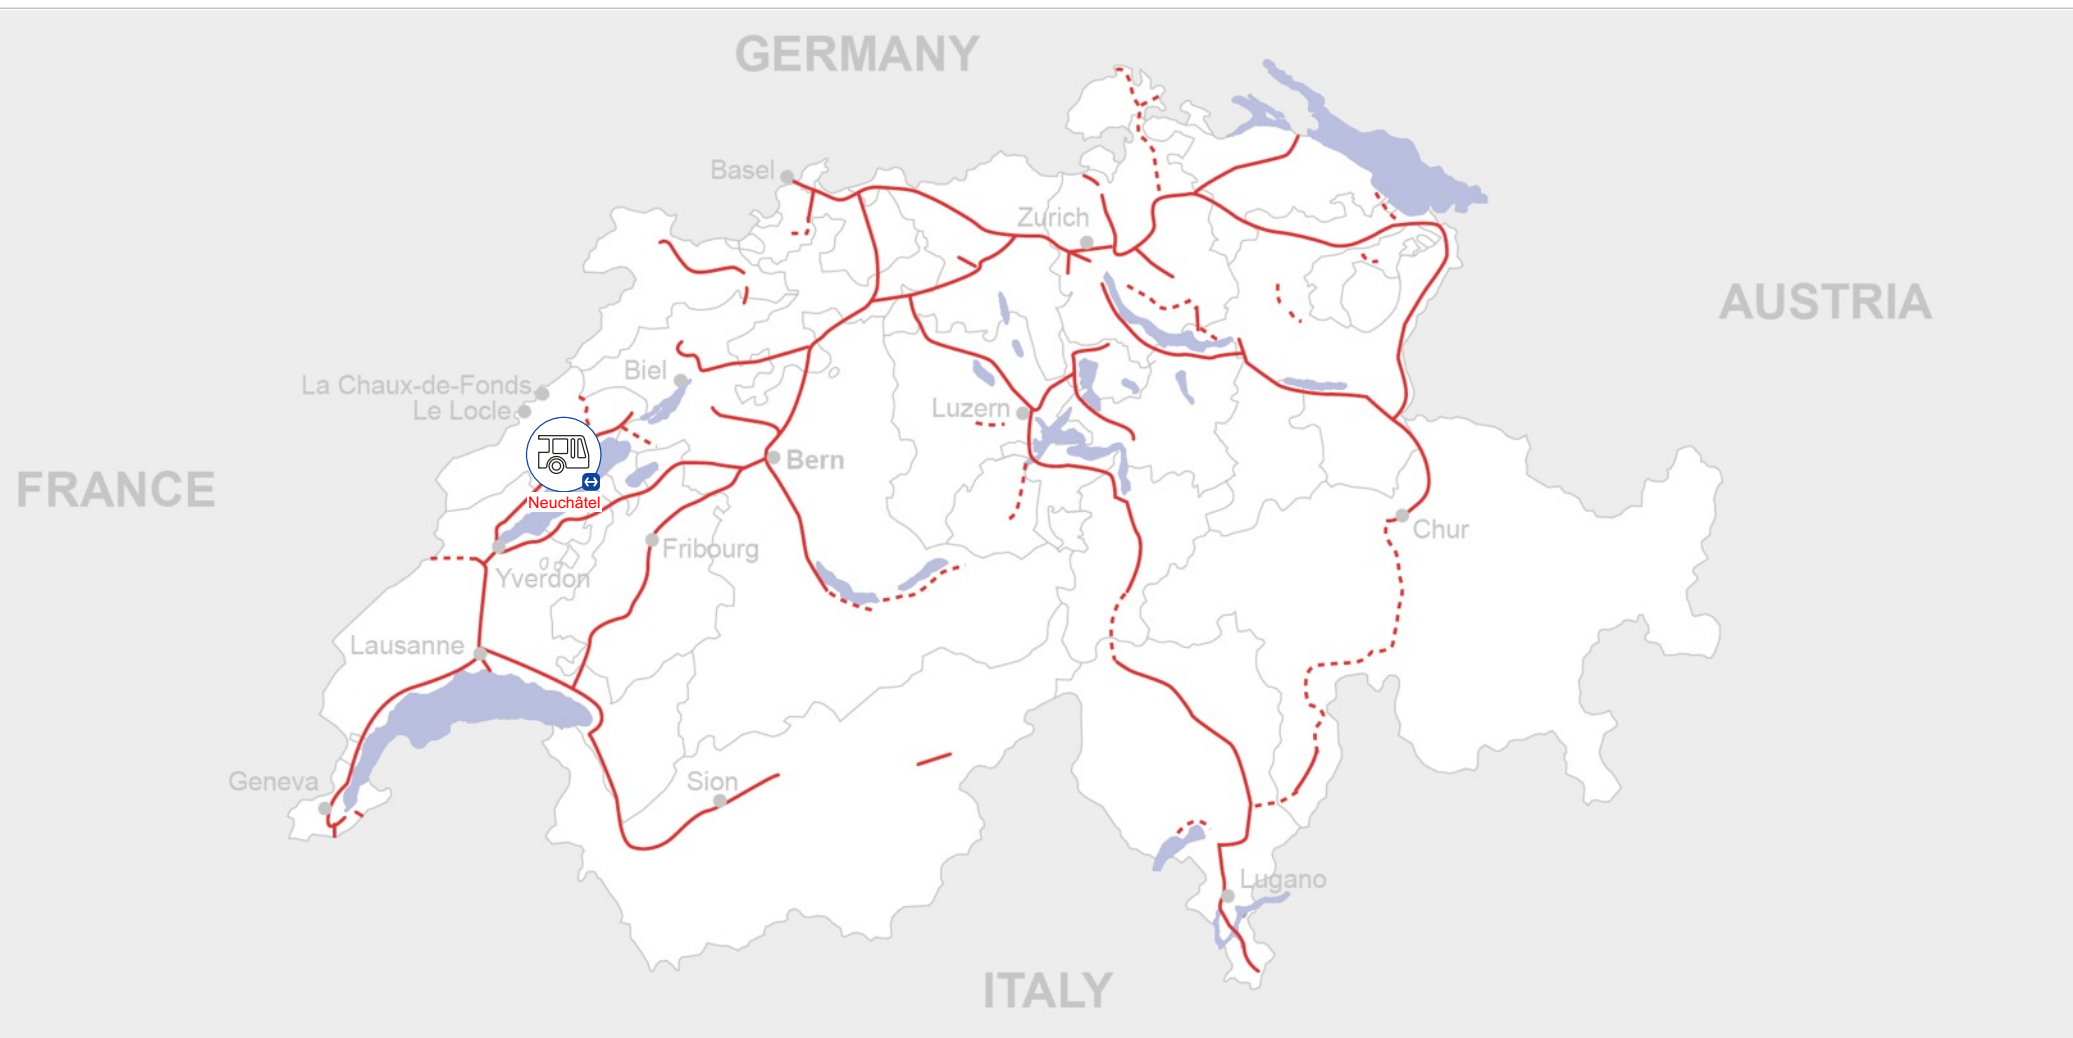 GERMANY
Basel
Zurich
AUSTRIA
La Chaux-de-Fonds
Biel
Le Locle
Luzern
Bern
FRANCE
Neuchâtel
Chur
Fribourg
Yverdon
Lausanne
Geneva
Sion
Lugano
ITALY